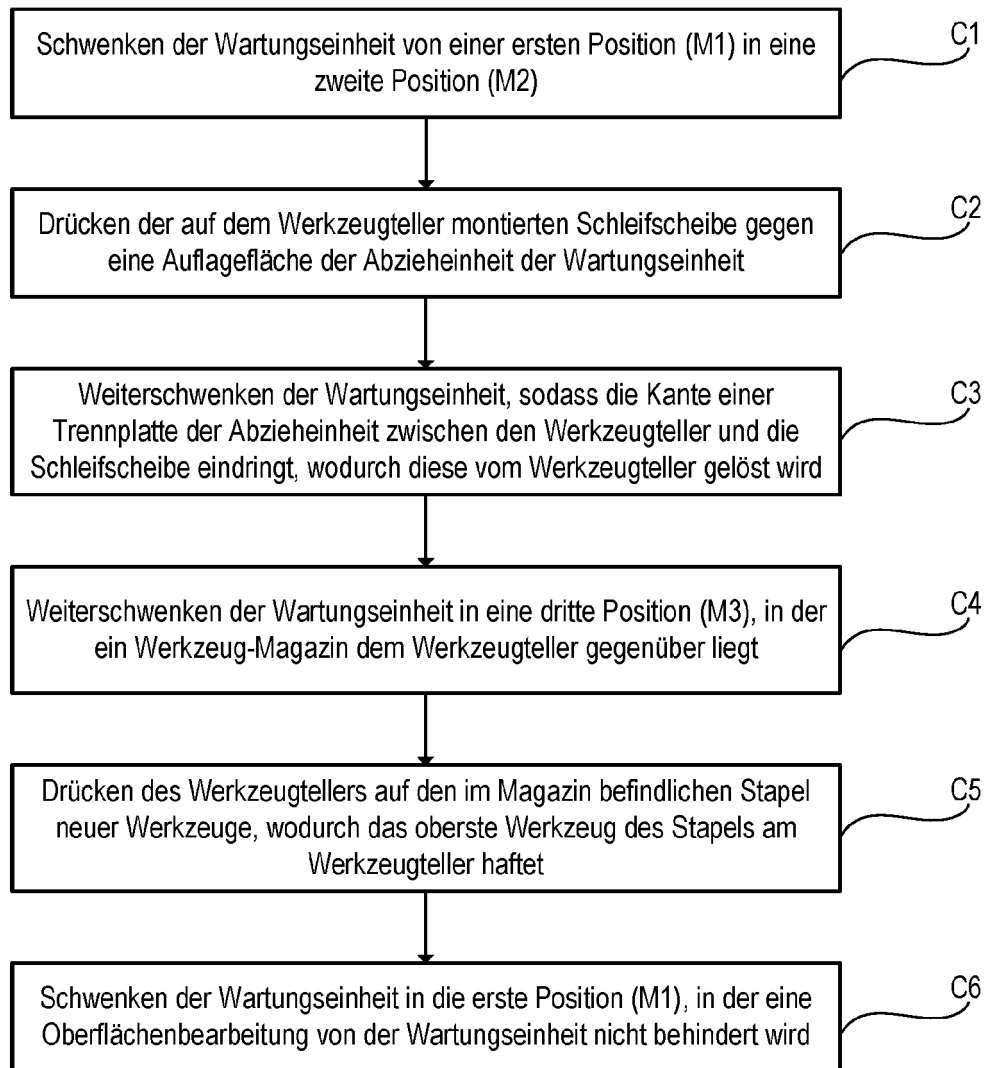 Schwenken der Wartungseinheit von einer ersten Position (M1) in eine
zweite Position (M2)
C1
Drücken der auf dem Werkzeugteller montierten Schleifscheibe gegen
eine Auflagefläche der Abzieheinheit der Wartungseinheit
C2
Weiterschwenken der Wartungseinheit, sodass die Kante einer
Trennplatte der Abzieheinheit zwischen den Werkzeugteller und die
Schleifscheibe eindringt, wodurch diese vom Werkzeugteller gelöst wird
C3
Weiterschwenken der Wartungseinheit in eine dritte Position (M3), in der
ein Werkzeug-Magazin dem Werkzeugteller gegenüber liegt
C4
Drücken des Werkzeugtellers auf den im Magazin befindlichen Stapel
neuer Werkzeuge, wodurch das oberste Werkzeug des Stapels am
Werkzeugteller haftet
C5
Schwenken der Wartungseinheit in die erste Position (M1), in der eine
Oberflächenbearbeitung von der Wartungseinheit nicht behindert wird
C6